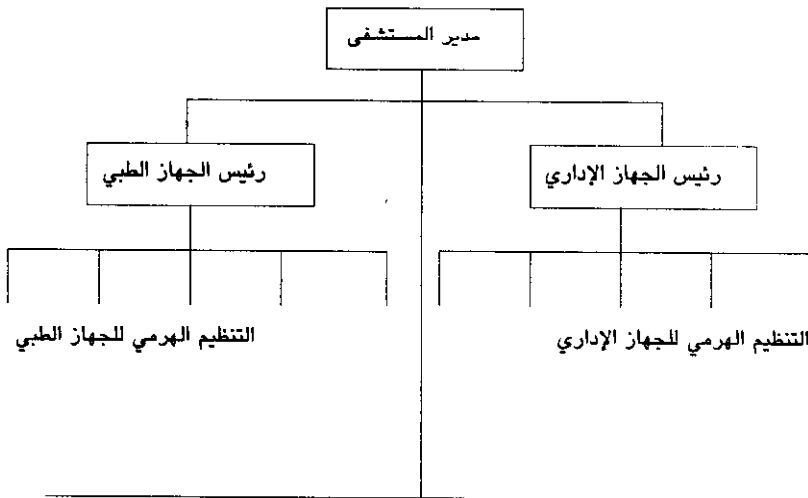 مدير المستشفى
رئيس الجهاز الإداري
رئيس الجهاز الطبي
التنظيم الهرمي للجهاز الإداري
التنظيم الهرمي للجهاز الطبي